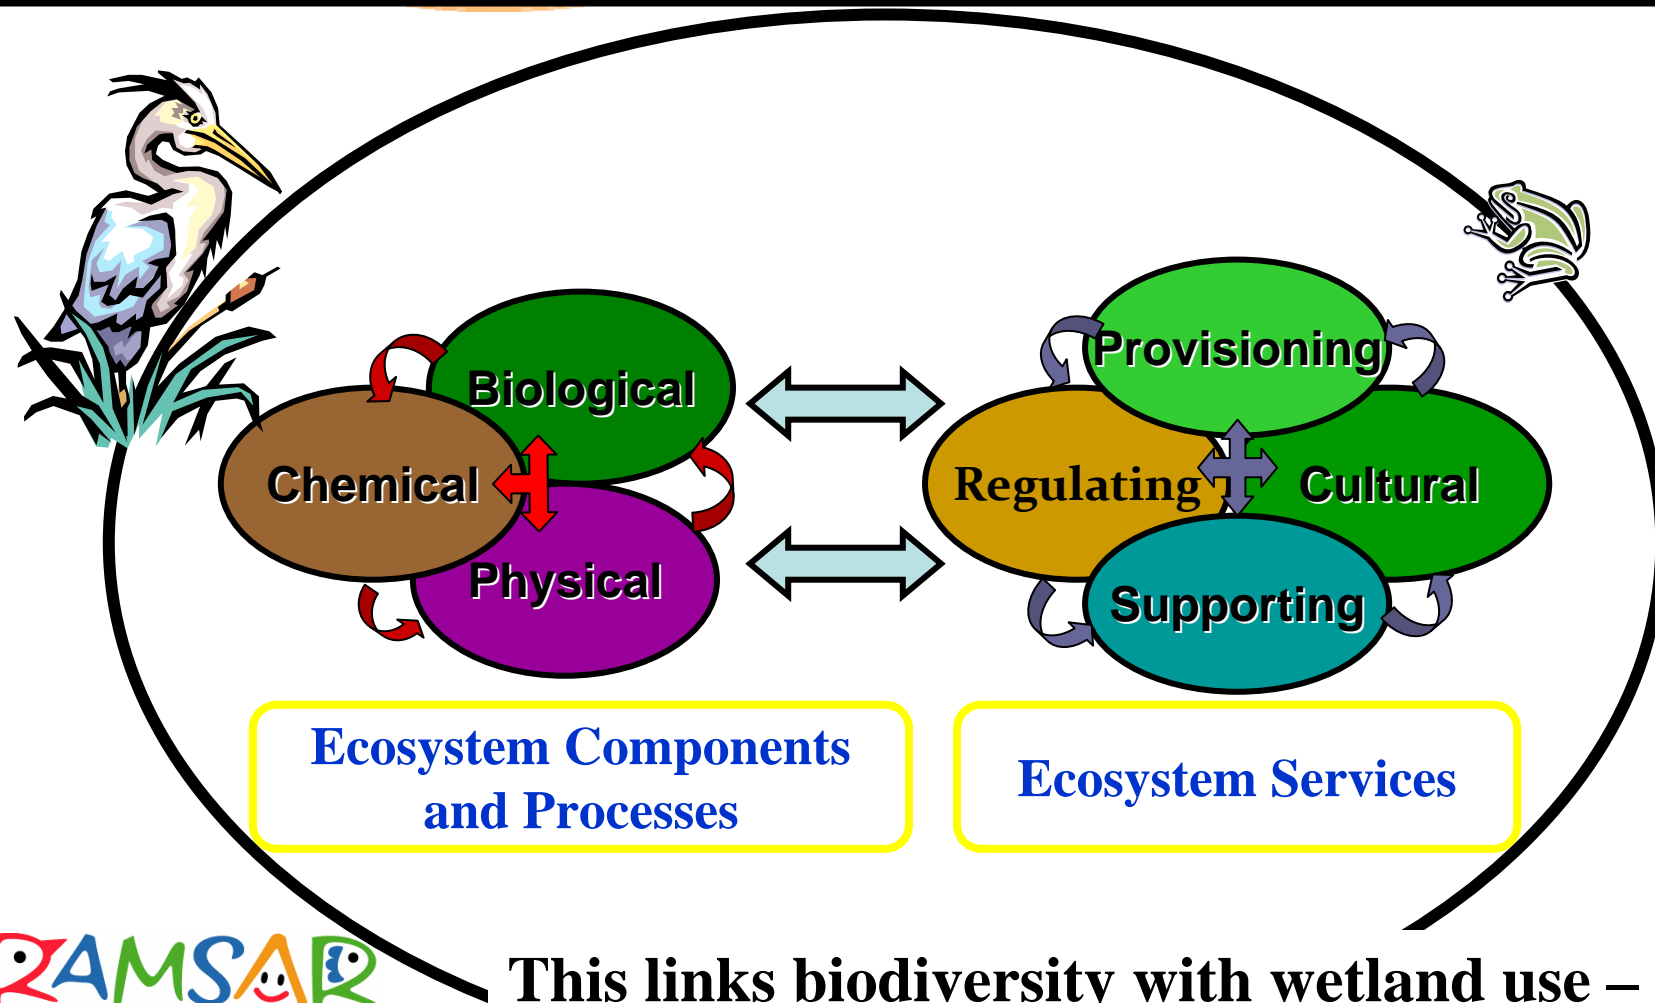 Biological
Chemical
Physical
Provisioning
Regulating
Cultural
Supporting
Ecosystem Components
and Processes
Ecosystem Services
RAMSAR
This links biodiversity with wetland use –